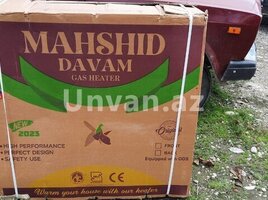 MAHSHID
DAVAM
GAS HEATER
Unvan.az
NEW
2023
HIGH PERFORMANCE
PERFECT DESIGN
SAFETY USE
FRONT
Equipped with ODS
Warm your house with our heater
CE